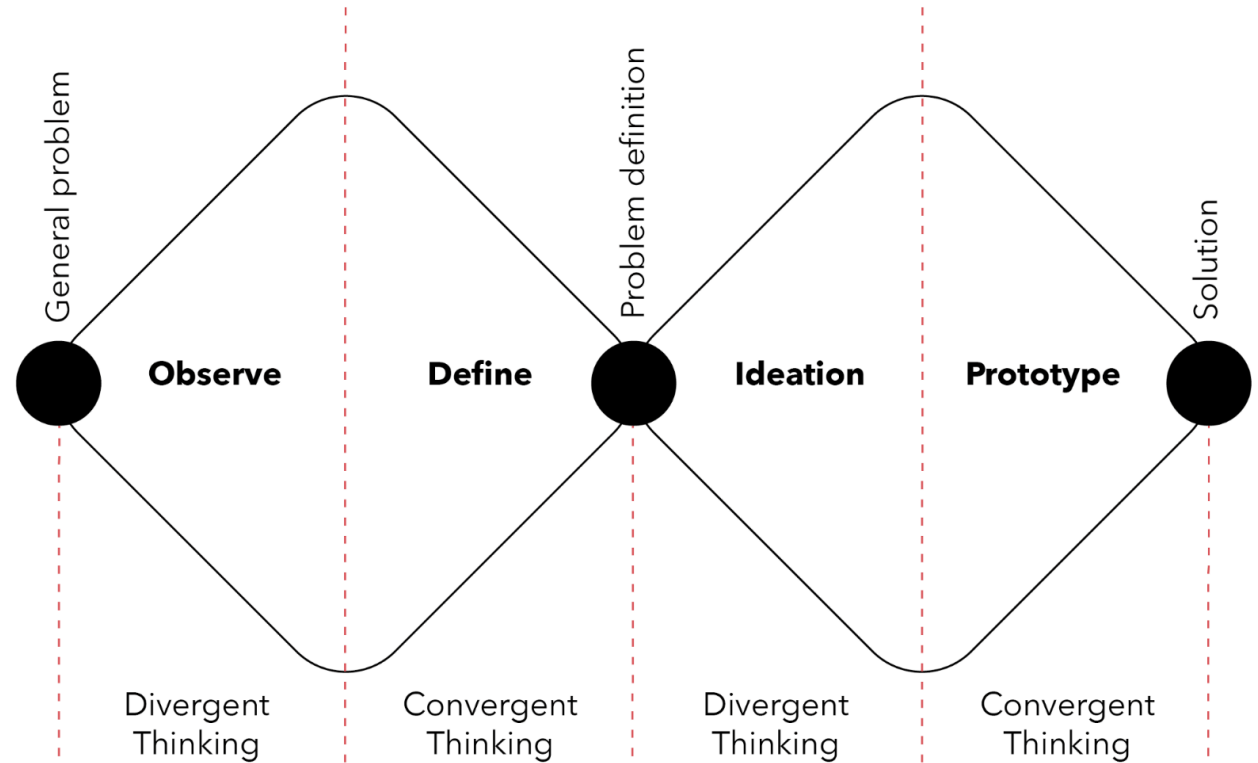 General problem
Problem definition
Solution
Observe
Define
Ideation
Prototype
Divergent
Thinking
Convergent
Thinking
Divergent
Thinking
Convergent
Thinking